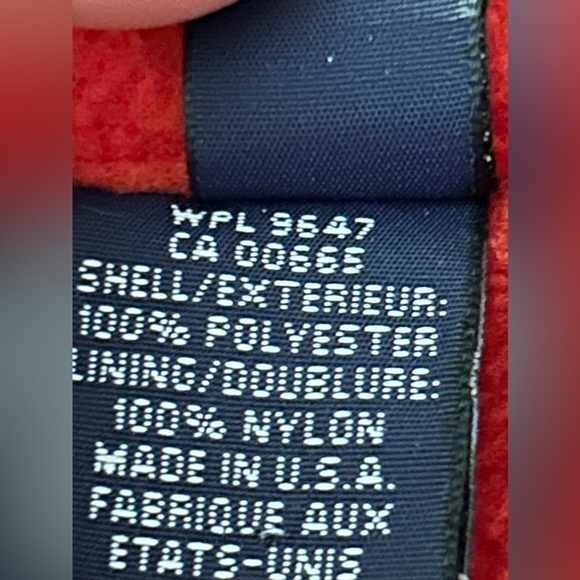 WPL 9647
CA 00665
SHELL/EXTERIEUR:
100% POLYESTER
LINING/DOUBLURE:
100% NYLON
MADE IN U.S.A.
FABRIQUE AUX
ETATS-UNIS